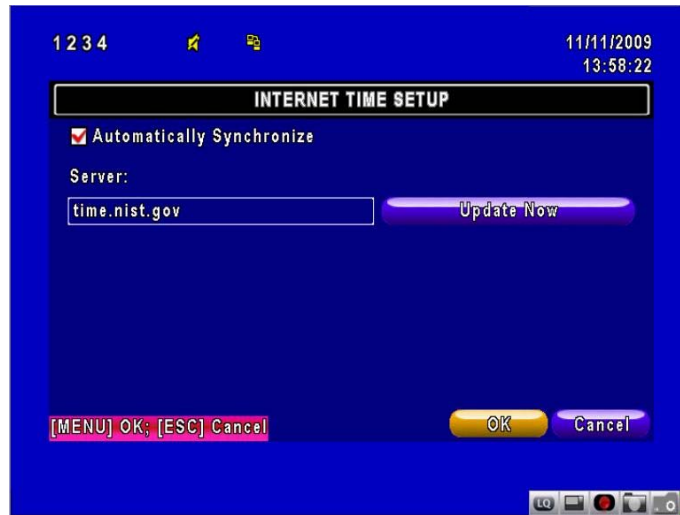 1234
11/11/2009
13:58:22
INTERNET TIME SETUP
Automatically Synchronize
Server:
time.nist.gov
Update Now
[MENU] OK; [ESC] Cancel
OK
Cancel
LQ